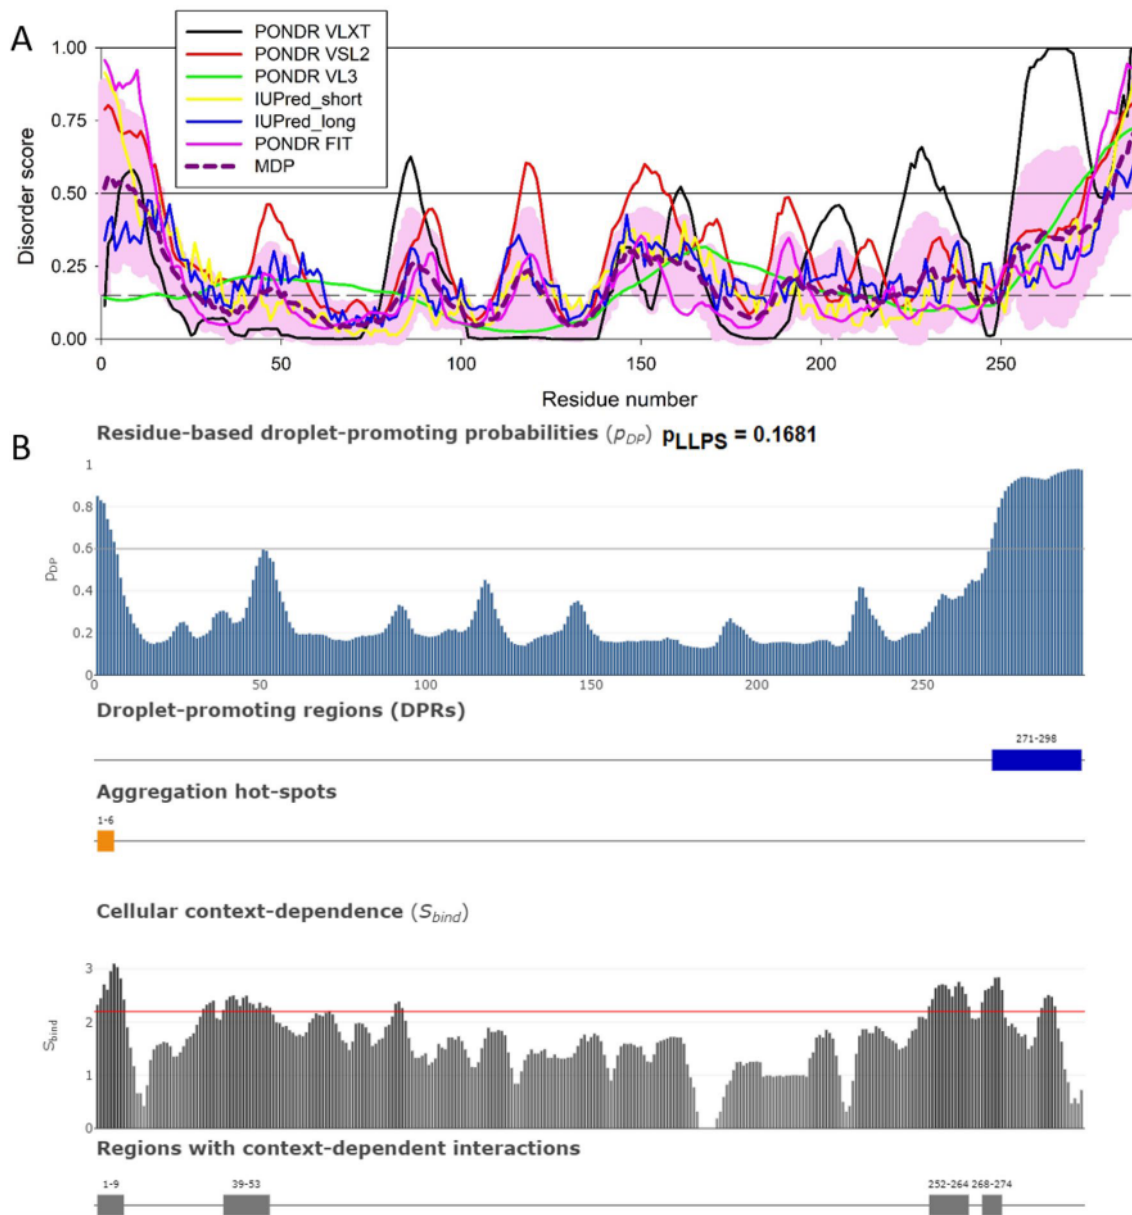 A
PONDR VLXT
PONDR VSL2
PONDR VL3
IUPred_short
IUPred_long
PONDR FIT
MDP
Disorder score
1.00
0.75
0.50
0.25
0.00
0 50 100 150 200 250
Residue number
B
Residue-based droplet-promoting probabilities (pDP) pLLPS = 0.1681
pDP
1
0.8
0.6
0.4
0.2
0
0 50 100 150 200 250
Droplet-promoting regions (DPRs)
271-298
Aggregation hot-spots
1-6
Cellular context-dependence (Sbind)
Sbind
3
2
1
0
Regions with context-dependent interactions
1-9 39-53 252-264 268-274